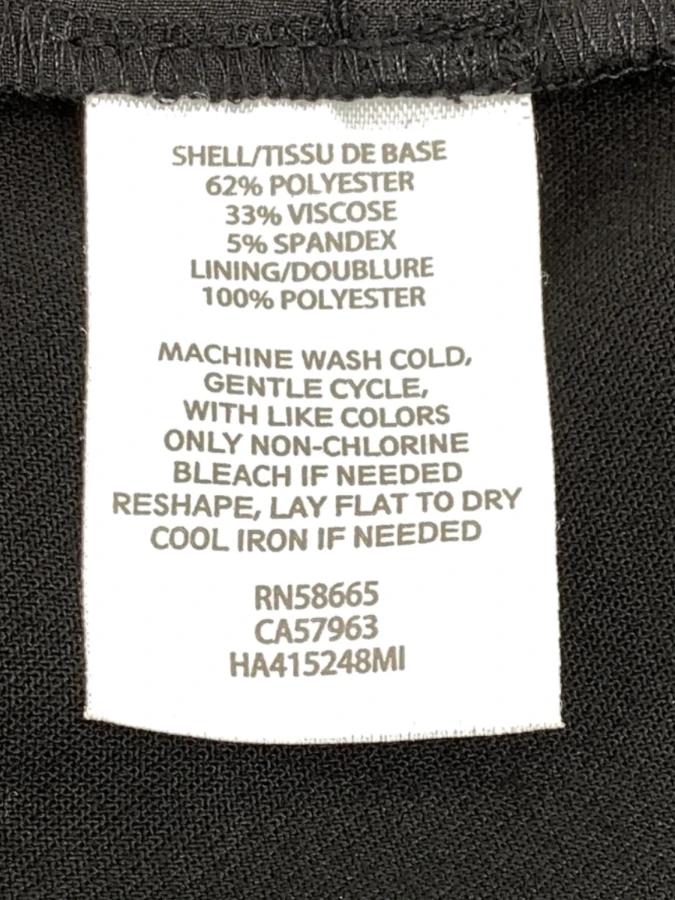 SHELL/TISSU DE BASE
62% POLYESTER
33% VISCOSE
5% SPANDEX
LINING/DOUBLURE
100% POLYESTER
MACHINE WASH COLD,
GENTLE CYCLE,
WITH LIKE COLORS
ONLY NON-CHLORINE
BLEACH IF NEEDED
RESHAPE, LAY FLAT TO DRY
COOL IRON IF NEEDED
RN58665
CA57963
HA415248MI